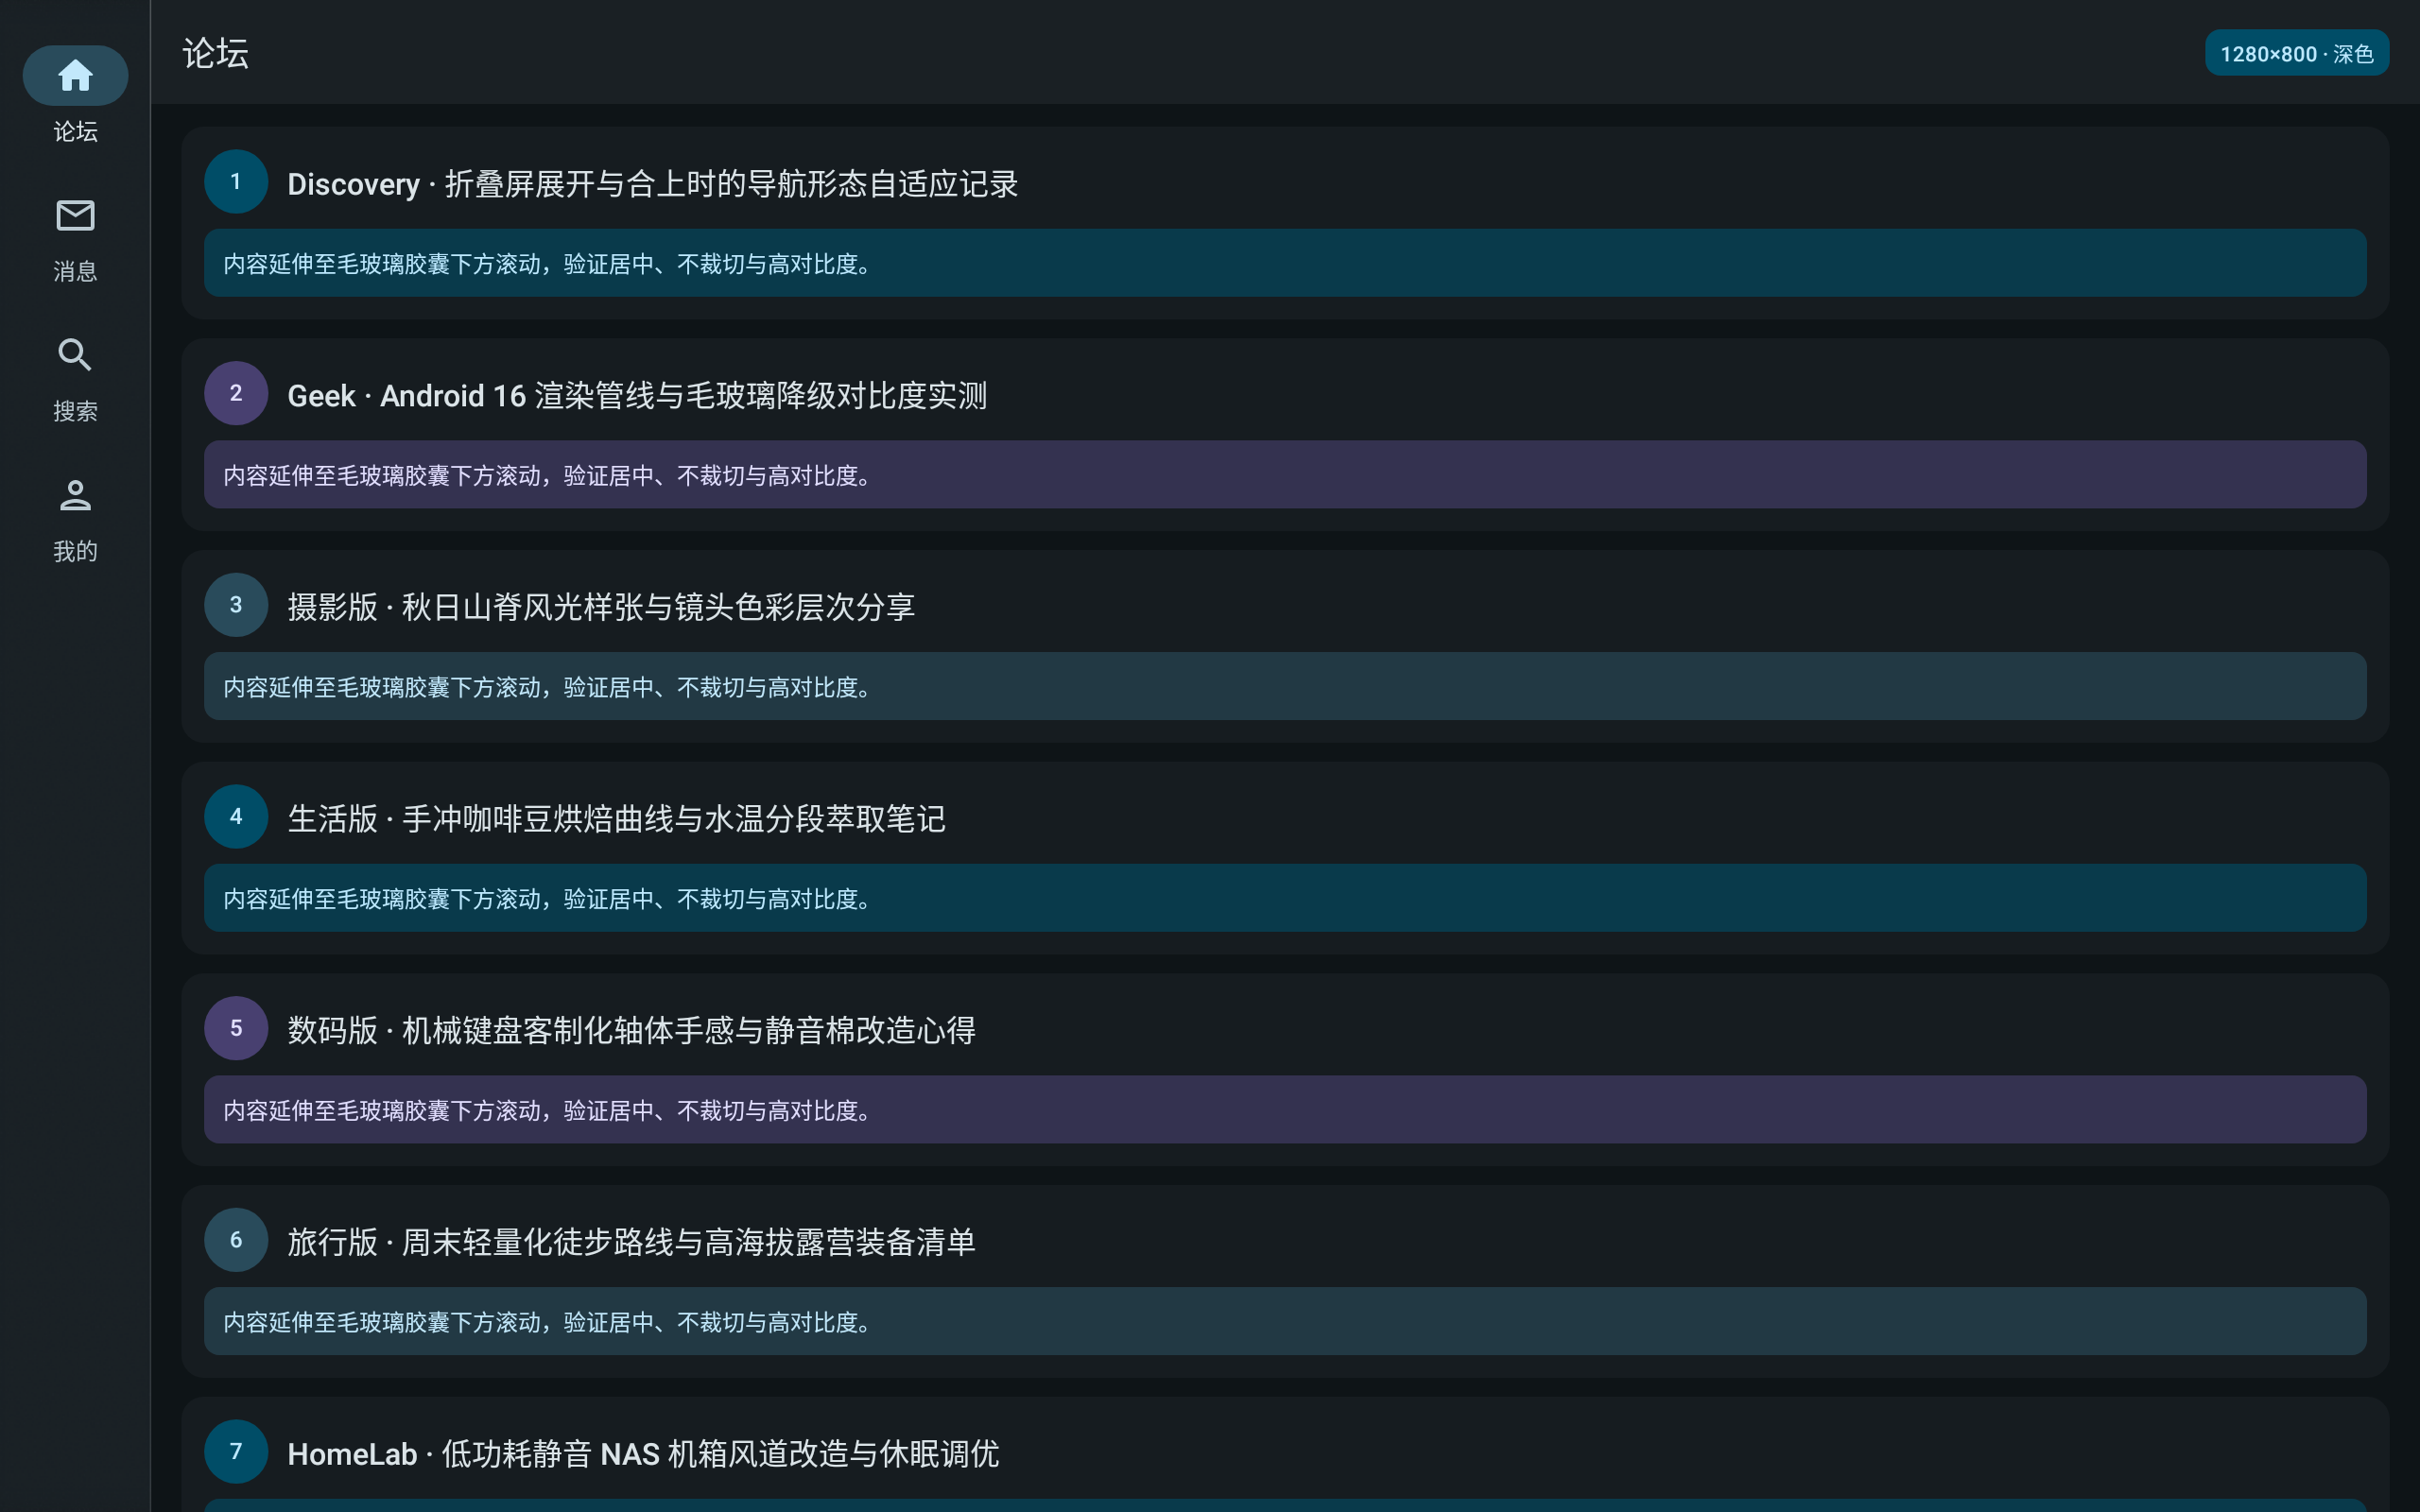 论坛
消息
搜索
我的
论坛
1280×800 · 深色
1
Discovery · 折叠屏展开与合上时的导航形态自适应记录
内容延伸至毛玻璃胶囊下方滚动，验证居中、不裁切与高对比度。
2
Geek · Android 16 渲染管线与毛玻璃降级对比度实测
内容延伸至毛玻璃胶囊下方滚动，验证居中、不裁切与高对比度。
3
摄影版 · 秋日山脊风光样张与镜头色彩层次分享
内容延伸至毛玻璃胶囊下方滚动，验证居中、不裁切与高对比度。
4
生活版 · 手冲咖啡豆烘焙曲线与水温分段萃取笔记
内容延伸至毛玻璃胶囊下方滚动，验证居中、不裁切与高对比度。
5
数码版 · 机械键盘客制化轴体手感与静音棉改造心得
内容延伸至毛玻璃胶囊下方滚动，验证居中、不裁切与高对比度。
6
旅行版 · 周末轻量化徒步路线与高海拔露营装备清单
内容延伸至毛玻璃胶囊下方滚动，验证居中、不裁切与高对比度。
7
HomeLab · 低功耗静音 NAS 机箱风道改造与休眠调优